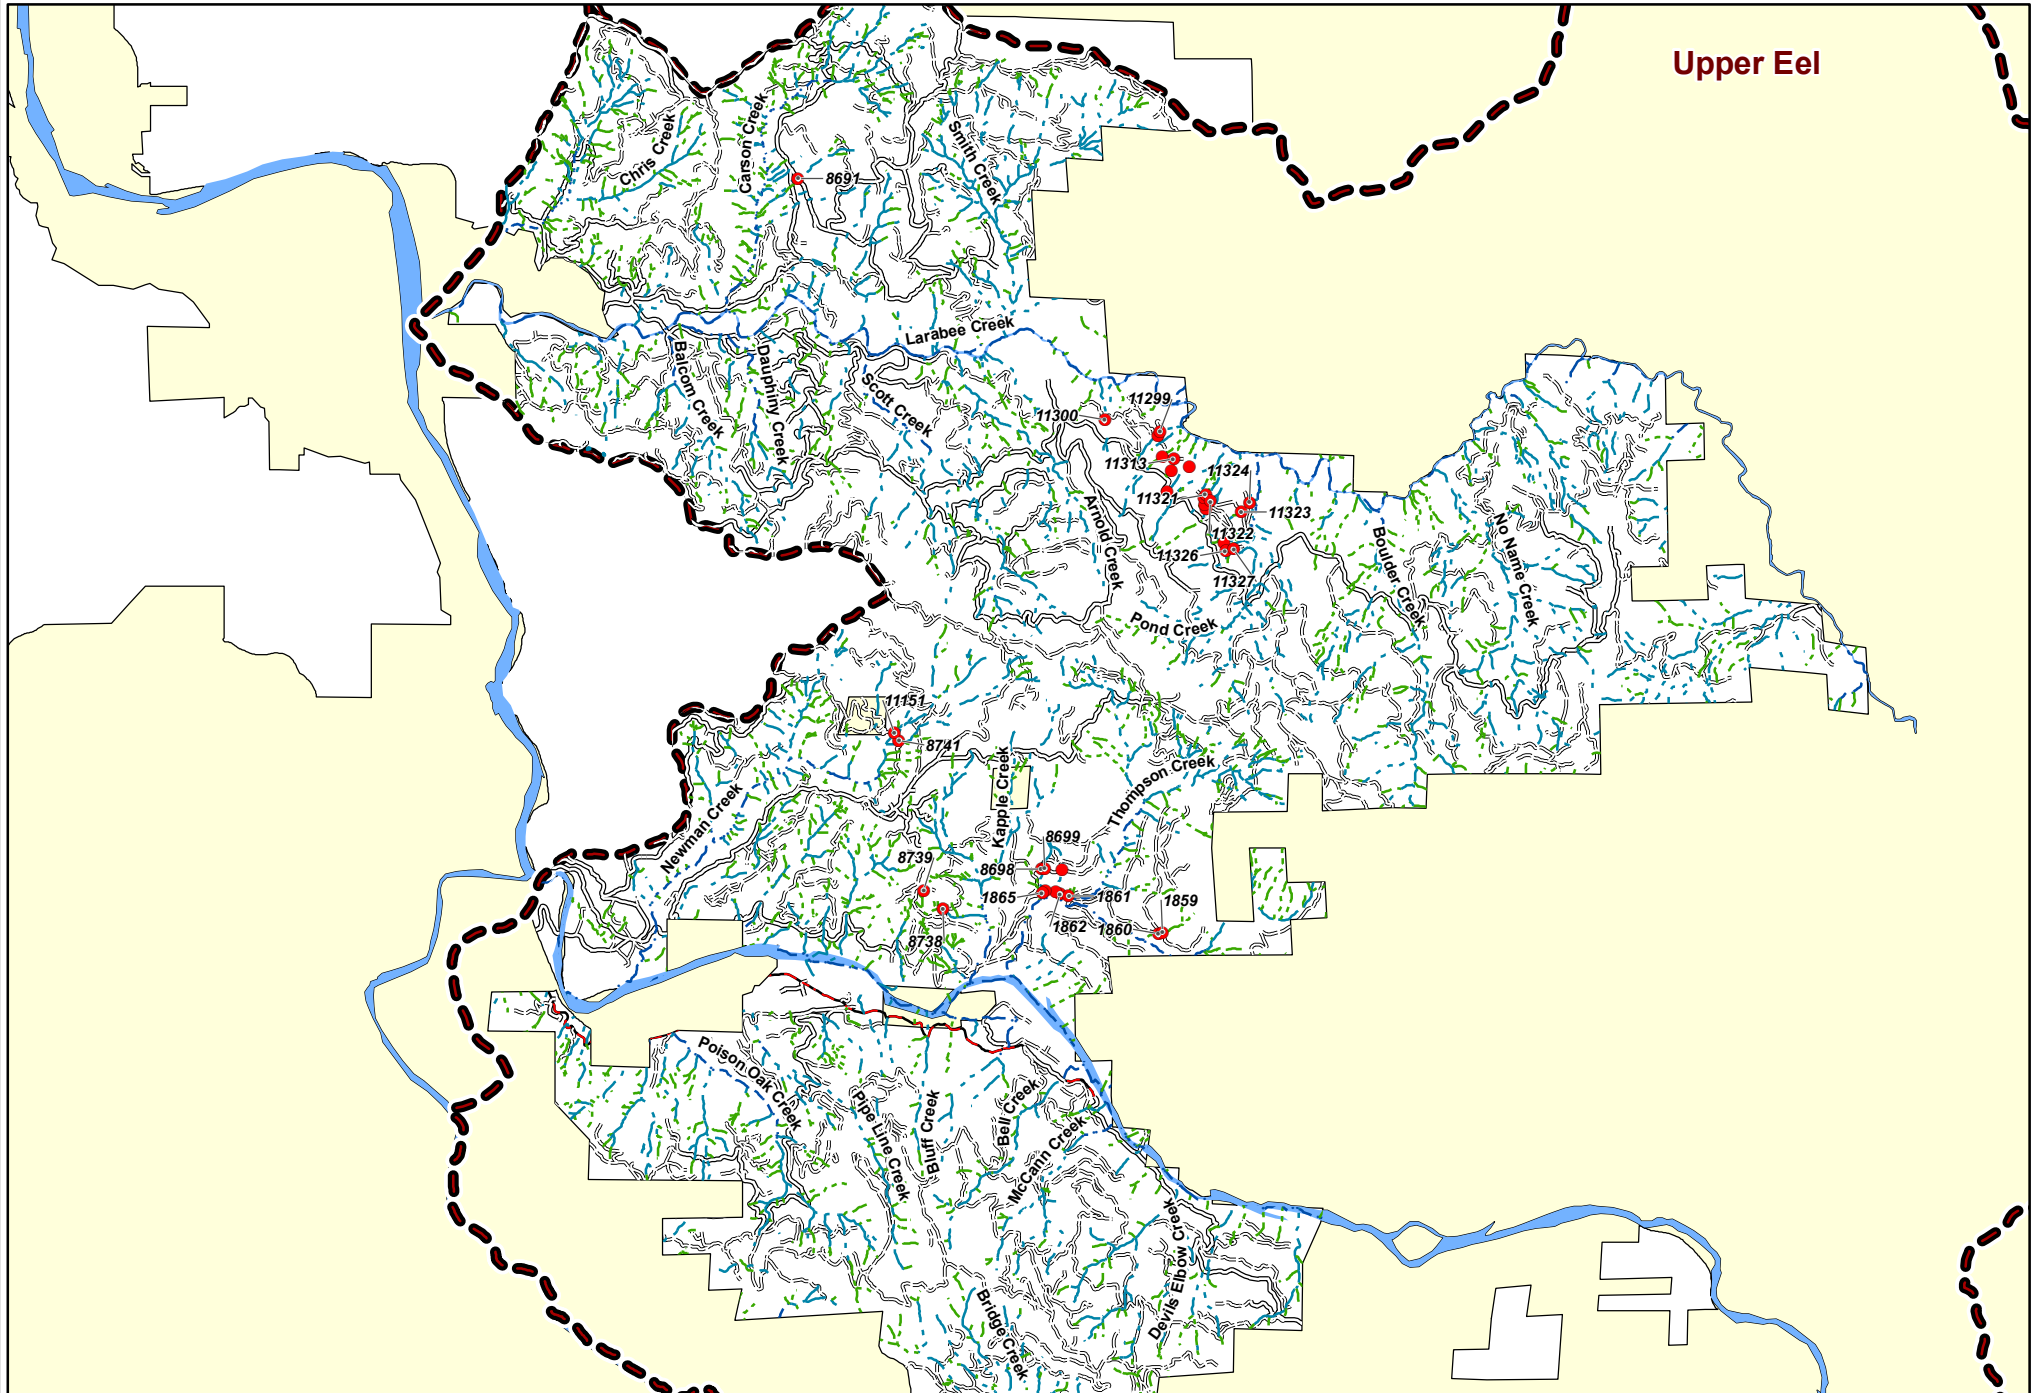 Upper Eel
Chris Creek
Carson Creek
Smith Creek
8691
Larabee Creek
Balcom Creek
Dauphiny Creek
Scott Creek
11300
11299
11313
11324
11321
11323
11322
11326
11327
Arnold Creek
Boulder Creek
No Name Creek
Pond Creek
11151
8741
Newman Creek
Kapple Creek
Thompson Creek
8699
8739
8698
1865
1861
1859
1862
1860
8738
Poison Oak Creek
Pipe Line Creek
Bluff Creek
Bell Creek
McCann Creek
Devils Elbow Creek
Bridge Creek